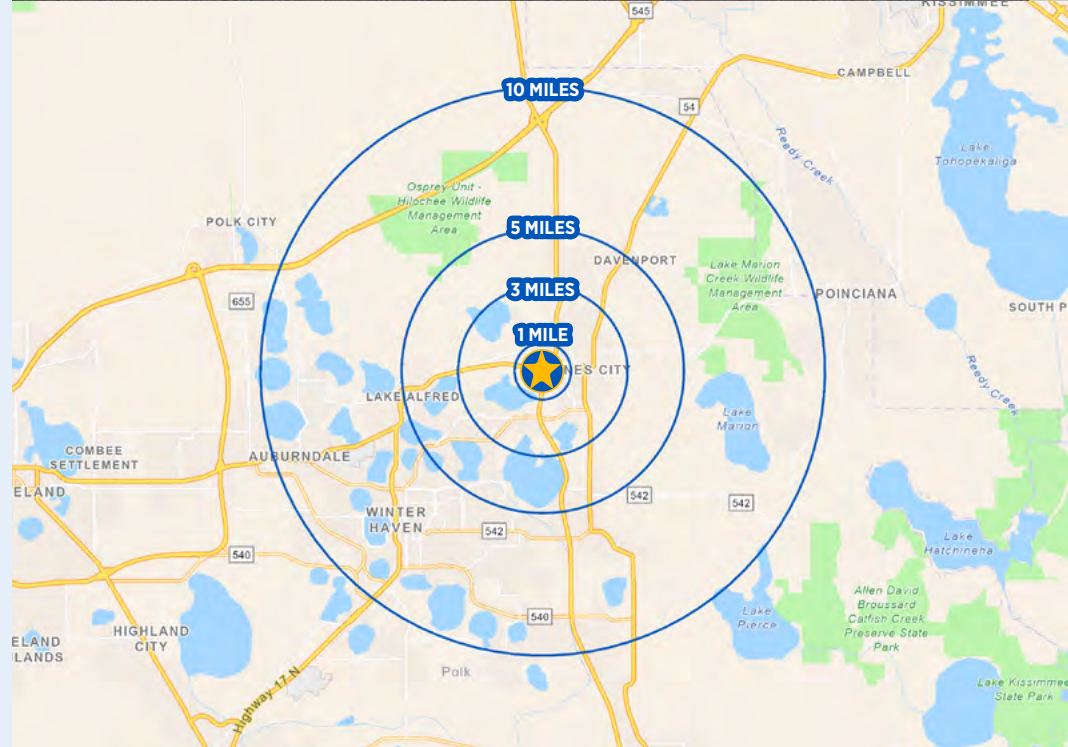 KISSIMMEE
545
CAMPBELL
10 MILES
54
Reedy Creek
Lake
Tohopekaliga
Osprey Unit -
Hilochee Wildlife
Management
Area
POLK CITY
5 MILES
DAVENPORT
Lake Marion
Creek Wildlife
Management
Area
POINCIANA
655
3 MILES
SOUTH P
1 MILE
NES CITY
Reedy Creek
LAKE ALFRED
Lake
Marion
COMBEE
SETTLEMENT
AUBURNDALE
ELAND
542
542
WINTER
HAVEN
542
Lake
Hatchineha
540
Allen David
Broussard
Catfish Creek
Preserve State
Park
Lake
Pierce
540
HIGHLAND
CITY
ELAND
LANDS
Polk
Highway 17 N
Lake Kissimmee
State Park